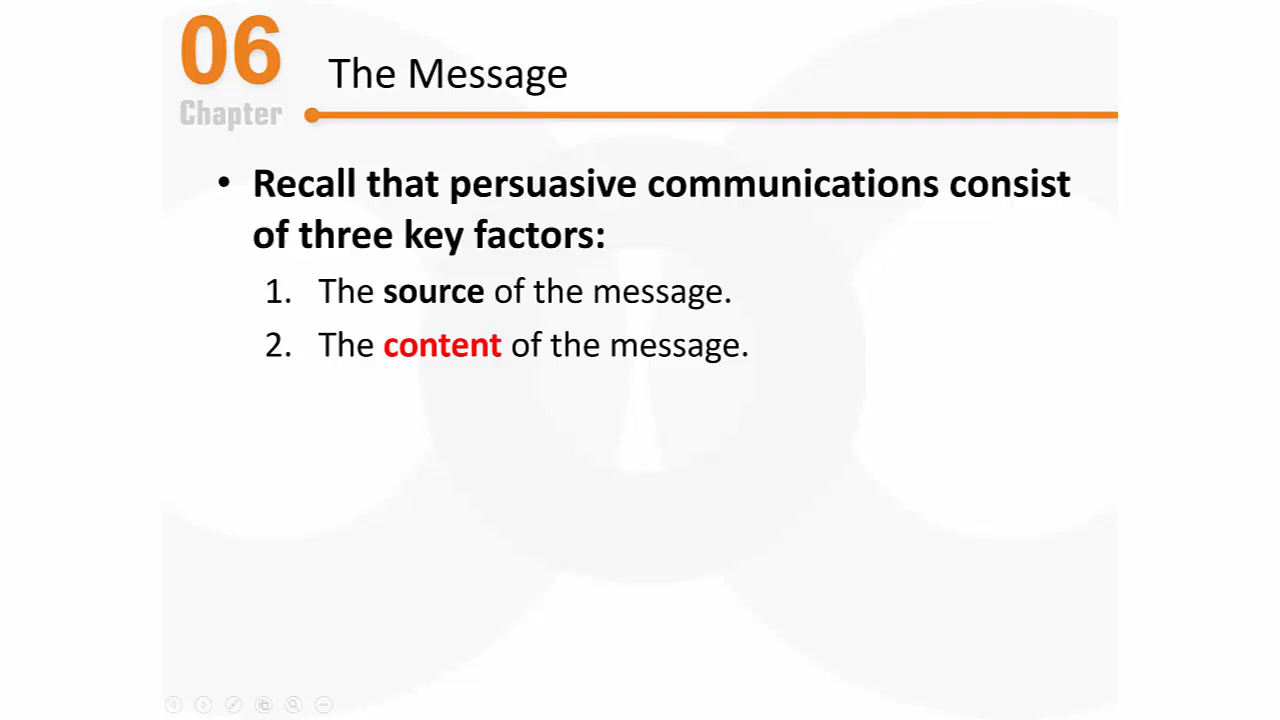 06
Chapter
The Message
• Recall that persuasive communications consist
of three key factors:
1. The source of the message.
2. The content of the message.